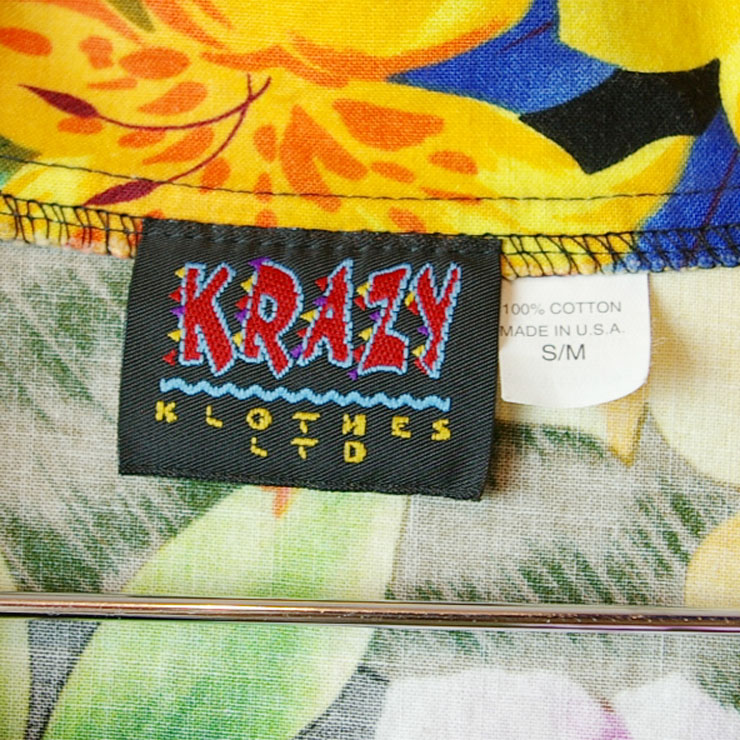 KRAZY
KLOTHES
LTD
100% COTTON
MADE IN U.S.A.
S/M